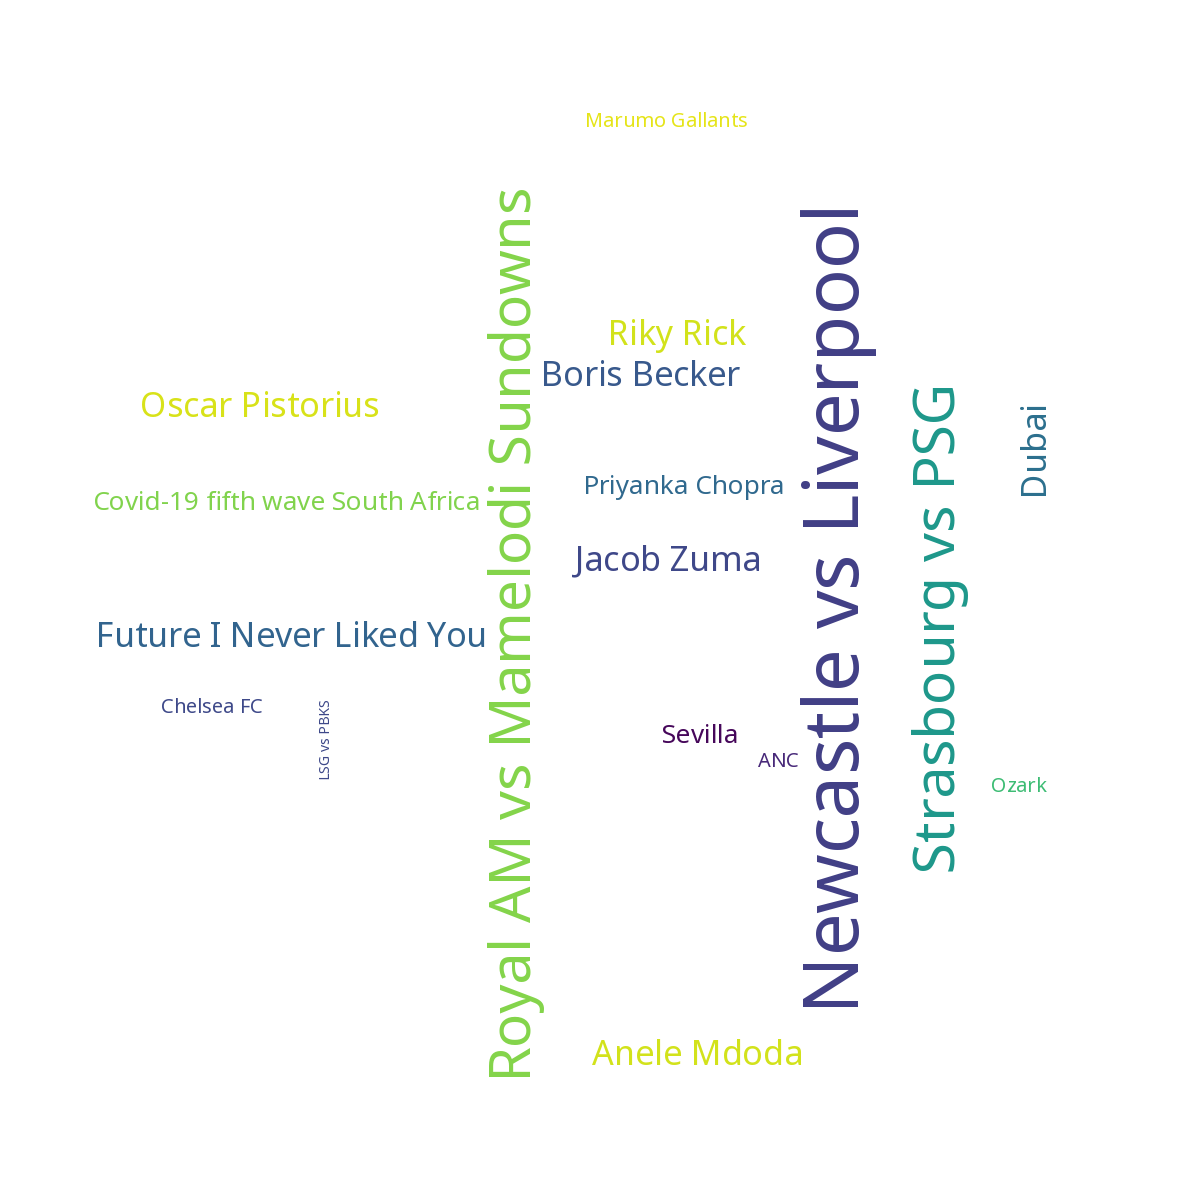 Marumo Gallants
Royal AM vs Mamelodi Sundowns
Newcastle vs Liverpool
Riky Rick
Boris Becker
Oscar Pistorius
Strasbourg vs PSG
Dubai
Priyanka Chopra
Covid-19 fifth wave South Africa
Jacob Zuma
Future I Never Liked You
Chelsea FC
LSG vs PBKS
Sevilla
ANC
Ozark
Anele Mdoda